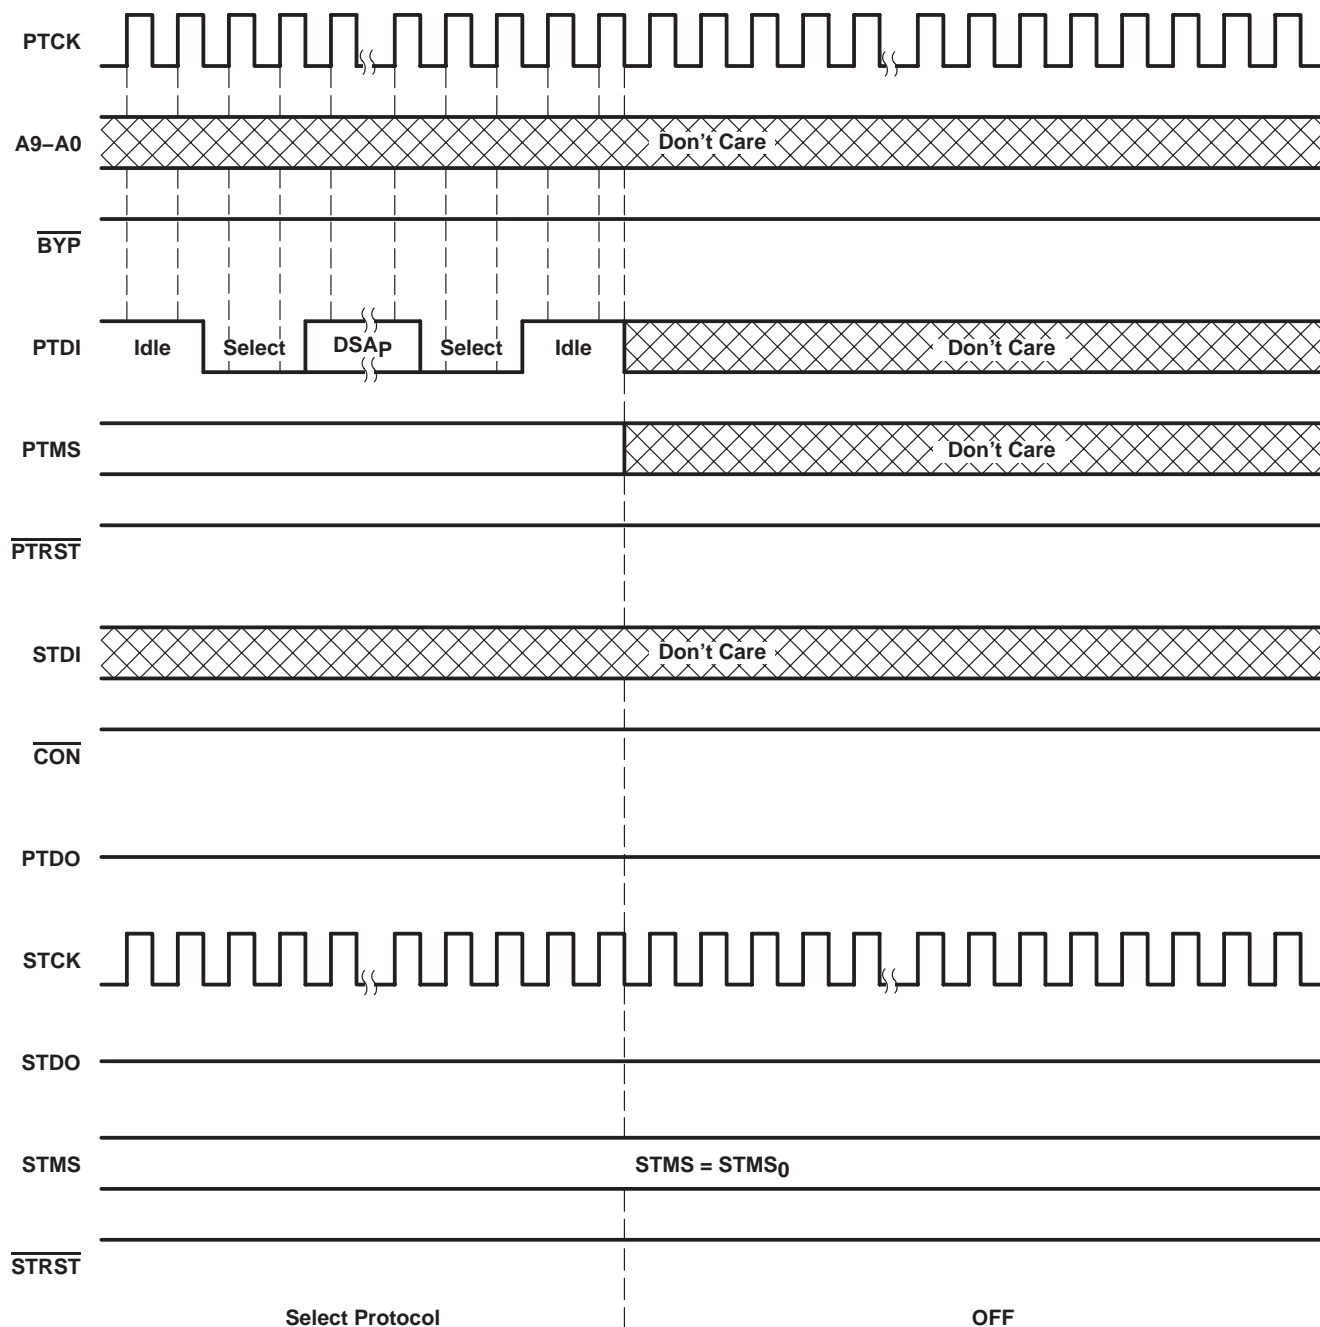 PTCK
A9–A0
Don't Care
BYP
PTDI
Idle
Select
DSAP
Select
Idle
Don't Care
PTMS
Don't Care
PTRST
STDI
Don't Care
CON
PTDO
STCK
STDO
STMS
STMS = STMS0
STRST
Select Protocol
OFF